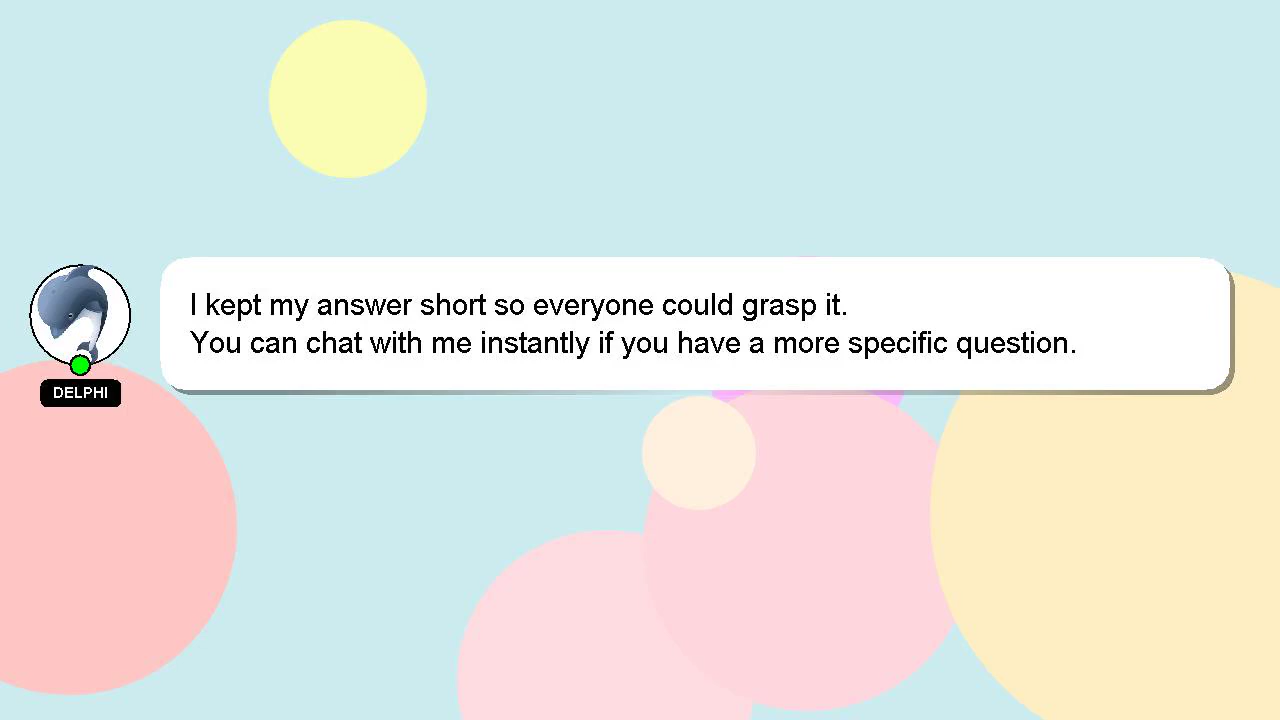 I kept my answer short so everyone could grasp it.
You can chat with me instantly if you have a more specific question.
DELPHI